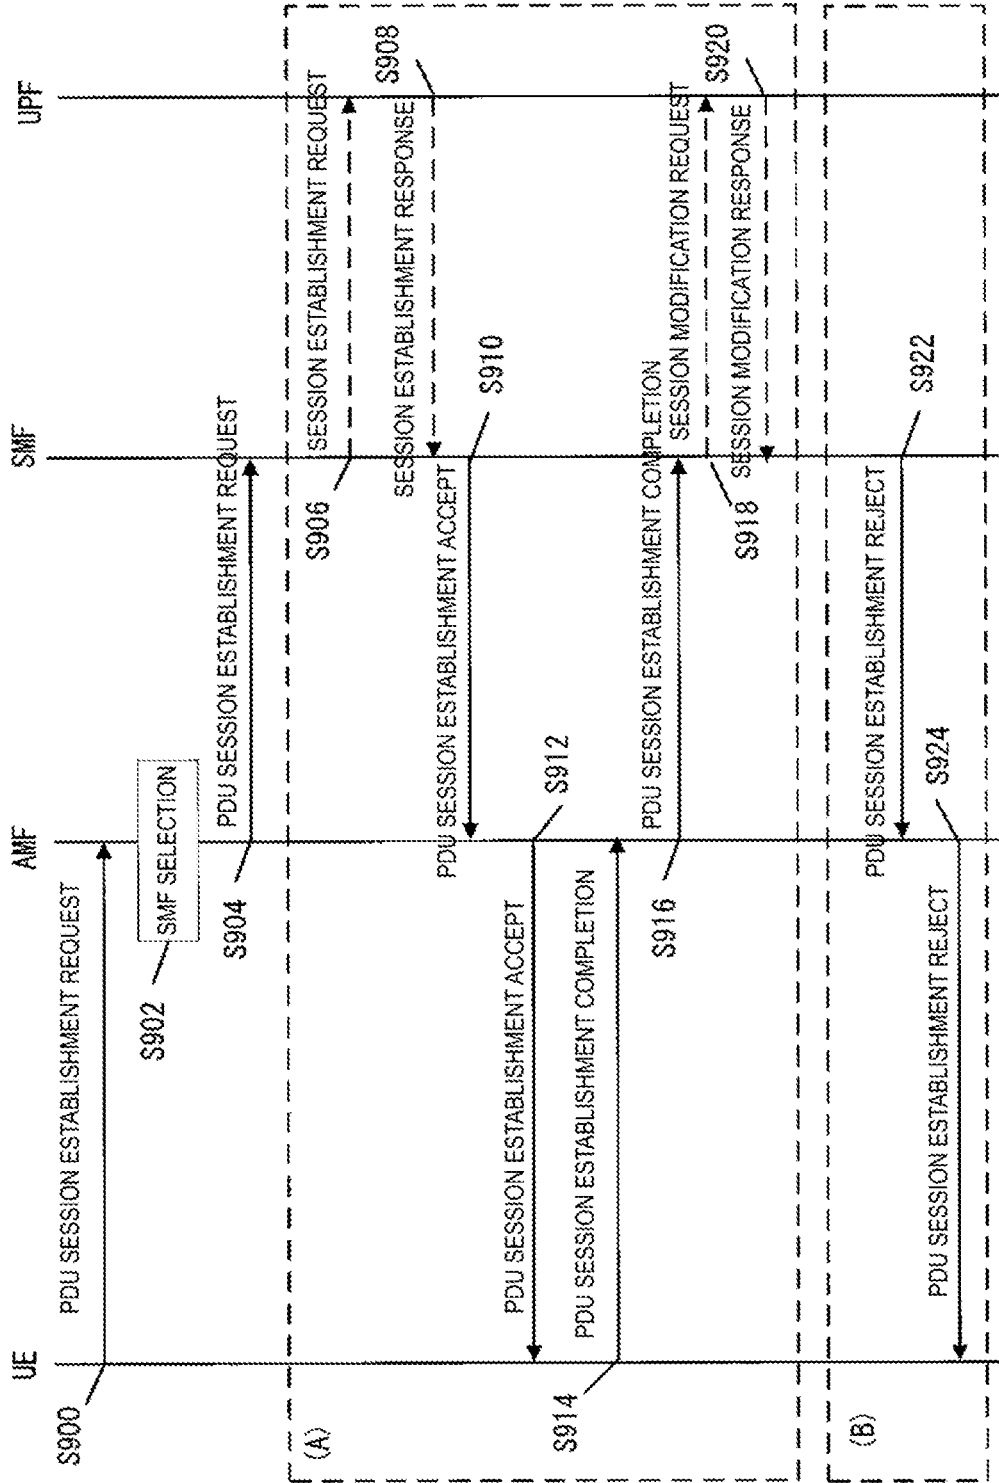 UE
AMF
SMF
UPF
S900
PDU SESSION ESTABLISHMENT REQUEST
S902
SMF SELECTION
S904
PDU SESSION ESTABLISHMENT REQUEST
(A)
S906
SESSION ESTABLISHMENT REQUEST
S908
SESSION ESTABLISHMENT RESPONSE
S910
PDU SESSION ESTABLISHMENT ACCEPT
S912
PDU SESSION ESTABLISHMENT ACCEPT
S914
PDU SESSION ESTABLISHMENT COMPLETION
S916
PDU SESSION ESTABLISHMENT COMPLETION
S918
SESSION MODIFICATION REQUEST
S920
SESSION MODIFICATION RESPONSE
(B)
S922
PDU SESSION ESTABLISHMENT REJECT
S924
PDU SESSION ESTABLISHMENT REJECT